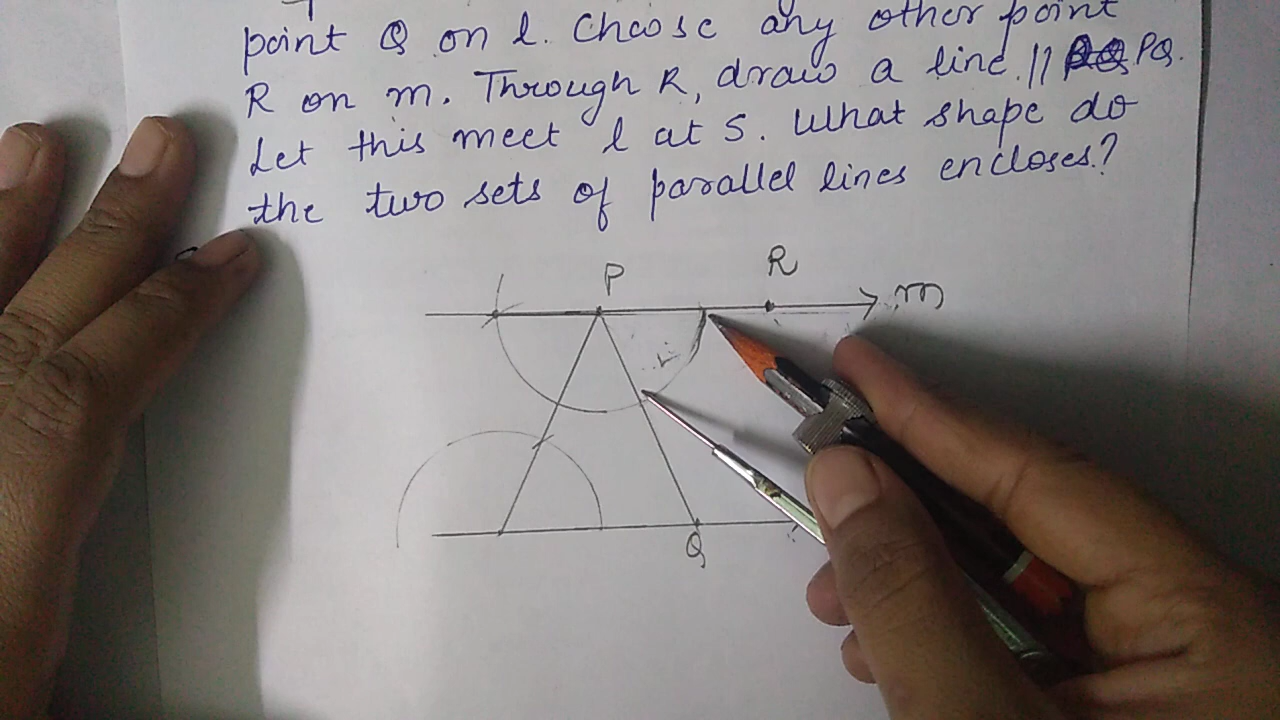 point Q on l. Choose any other point
R on m. Through R, draw a line || PQ.
Let this meet l at S. What shape do
the two sets of parallel lines encloses?
P
R
m
Q